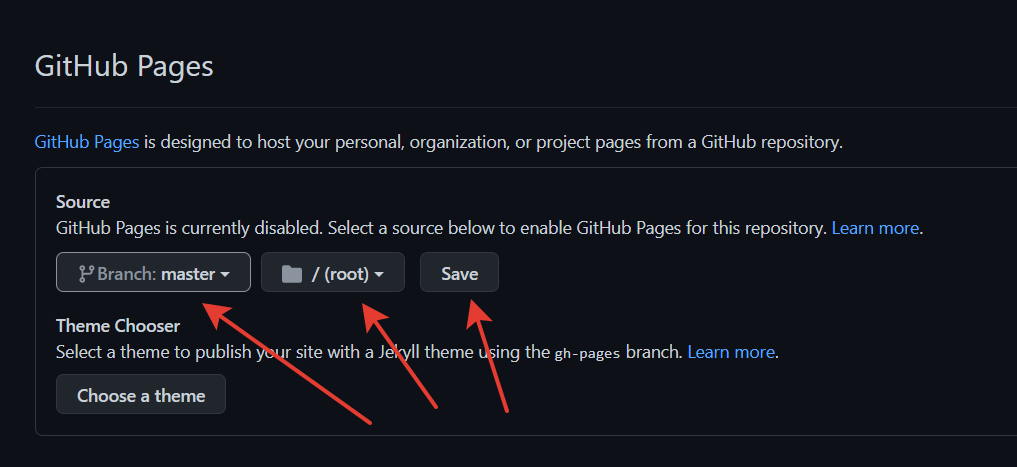 GitHub Pages
GitHub Pages is designed to host your personal, organization, or project pages from a GitHub repository.
Source
GitHub Pages is currently disabled. Select a source below to enable GitHub Pages for this repository. Learn more.
Branch: master / (root) Save
Theme Chooser
Select a theme to publish your site with a Jekyll theme using the gh-pages branch. Learn more.
Choose a theme